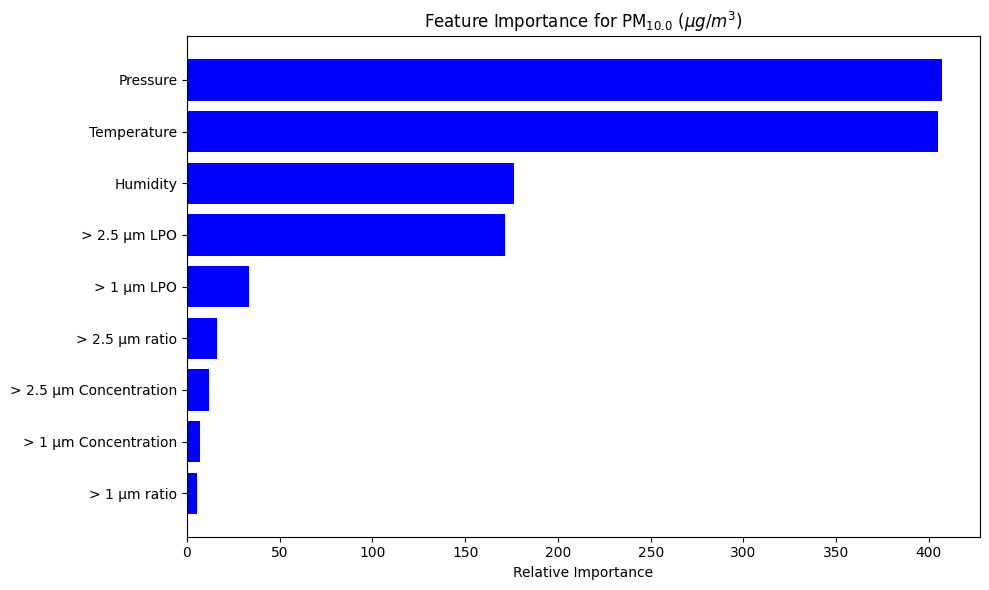 Feature Importance for PM₁₀.₀ (μg/m³)
Pressure
Temperature
Humidity
> 2.5 μm LPO
> 1 μm LPO
> 2.5 μm ratio
> 2.5 μm Concentration
> 1 μm Concentration
> 1 μm ratio
0 50 100 150 200 250 300 350 400
Relative Importance